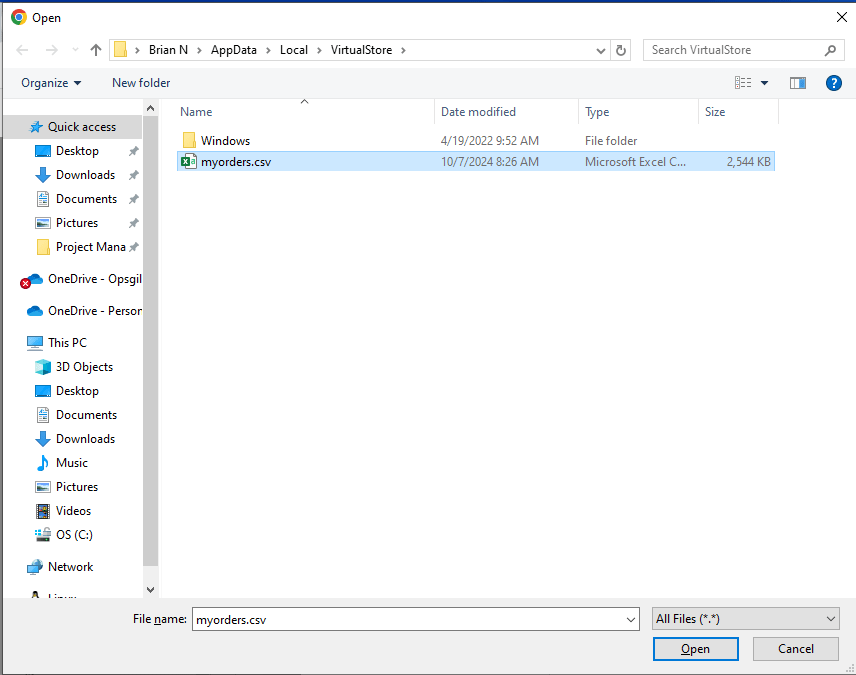 Open
Brian N > AppData > Local > VirtualStore >
Search VirtualStore
Organize
New folder
?
Name
Date modified
Type
Size
Windows
4/19/2022 9:52 AM
File folder
myorders.csv
10/7/2024 8:26 AM
Microsoft Excel C...
2,544 KB
Quick access
Desktop
Downloads
Documents
Pictures
Project Mana
OneDrive - Opsgil
OneDrive - Person
This PC
3D Objects
Desktop
Documents
Downloads
Music
Pictures
Videos
OS (C:)
Network
Linux
File name:
myorders.csv
All Files (*.*)
Open
Cancel